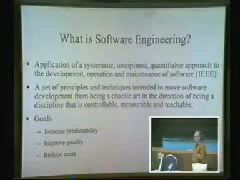 What is Software Engineering?
• Application of a systematic, disciplined, quantifiable approach to
the development, operation and maintenance of software (IEEE)
• A set of principles and techniques intended to move software
development from being a chaotic art in the direction of being a
discipline that is controllable, measurable and teachable.
• Goals
– Increase predictability
– Improve quality
– Reduce costs